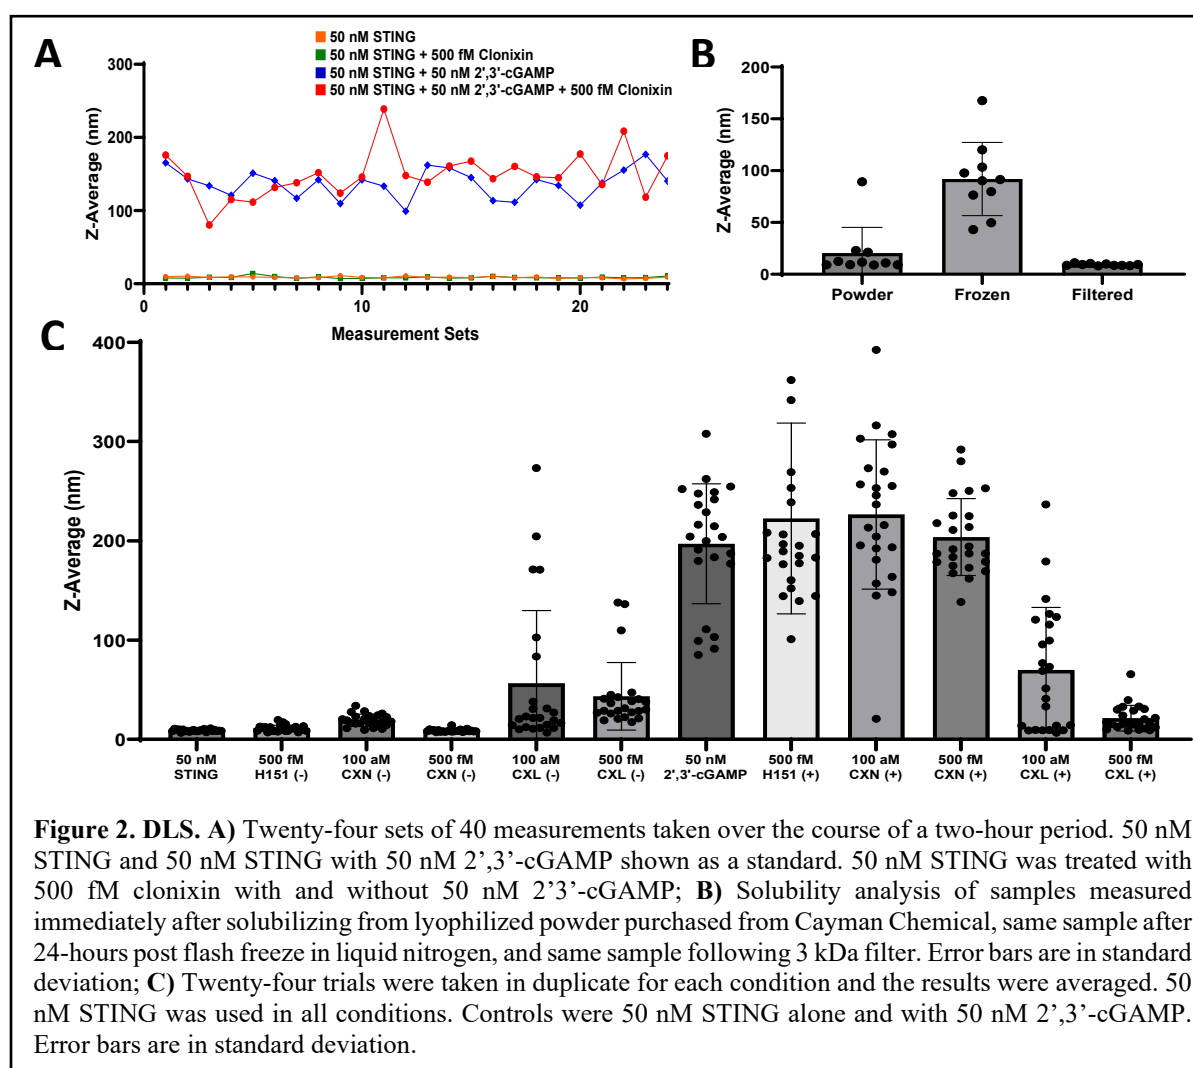 A
50 nM STING
50 nM STING + 500 fM Clonixin
50 nM STING + 50 nM 2',3'-cGAMP
50 nM STING + 50 nM 2',3'-cGAMP + 500 fM Clonixin
Z-Average (nm)
300
200
100
0
0
10
20
Measurement Sets
B
Z-Average (nm)
200
150
100
50
0
Powder
Frozen
Filtered
C
Z-Average (nm)
400
300
200
100
0
50 nM
STING
500 fM
H151 (-)
100 aM
CXN (-)
500 fM
CXN (-)
100 aM
CXL (-)
500 fM
CXL (-)
50 nM
2',3'-cGAMP
500 fM
H151 (+)
100 aM
CXN (+)
500 fM
CXN (+)
100 aM
CXL (+)
500 fM
CXL (+)
Figure 2. DLS. A) Twenty-four sets of 40 measurements taken over the course of a two-hour period. 50 nM
STING and 50 nM STING with 50 nM 2',3'-cGAMP shown as a standard. 50 nM STING was treated with
500 fM clonixin with and without 50 nM 2'3'-cGAMP; B) Solubility analysis of samples measured
immediately after solubilizing from lyophilized powder purchased from Cayman Chemical, same sample after
24-hours post flash freeze in liquid nitrogen, and same sample following 3 kDa filter. Error bars are in standard
deviation; C) Twenty-four trials were taken in duplicate for each condition and the results were averaged. 50
nM STING was used in all conditions. Controls were 50 nM STING alone and with 50 nM 2',3'-cGAMP.
Error bars are in standard deviation.